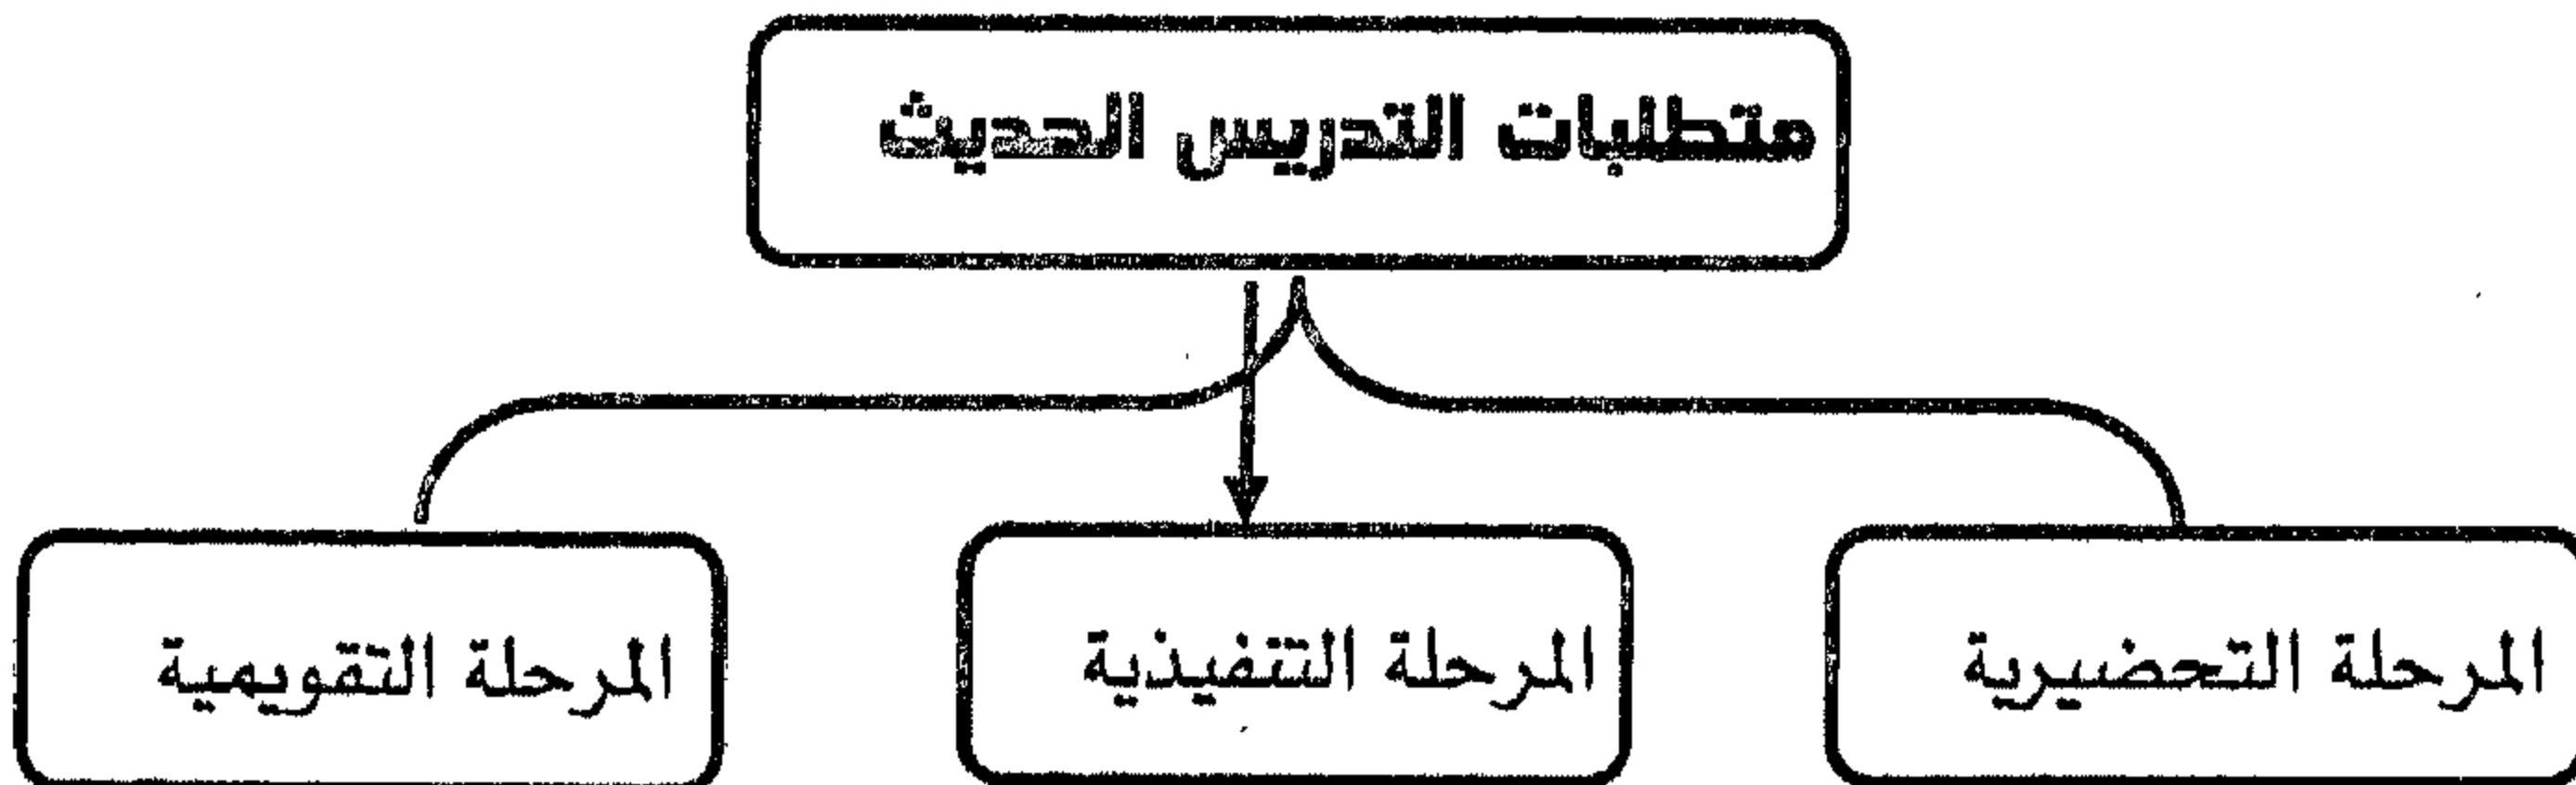 متطلبات التدريس الحديث
المرحلة التحضيرية
المرحلة التنفيذية
المرحلة التقويمية